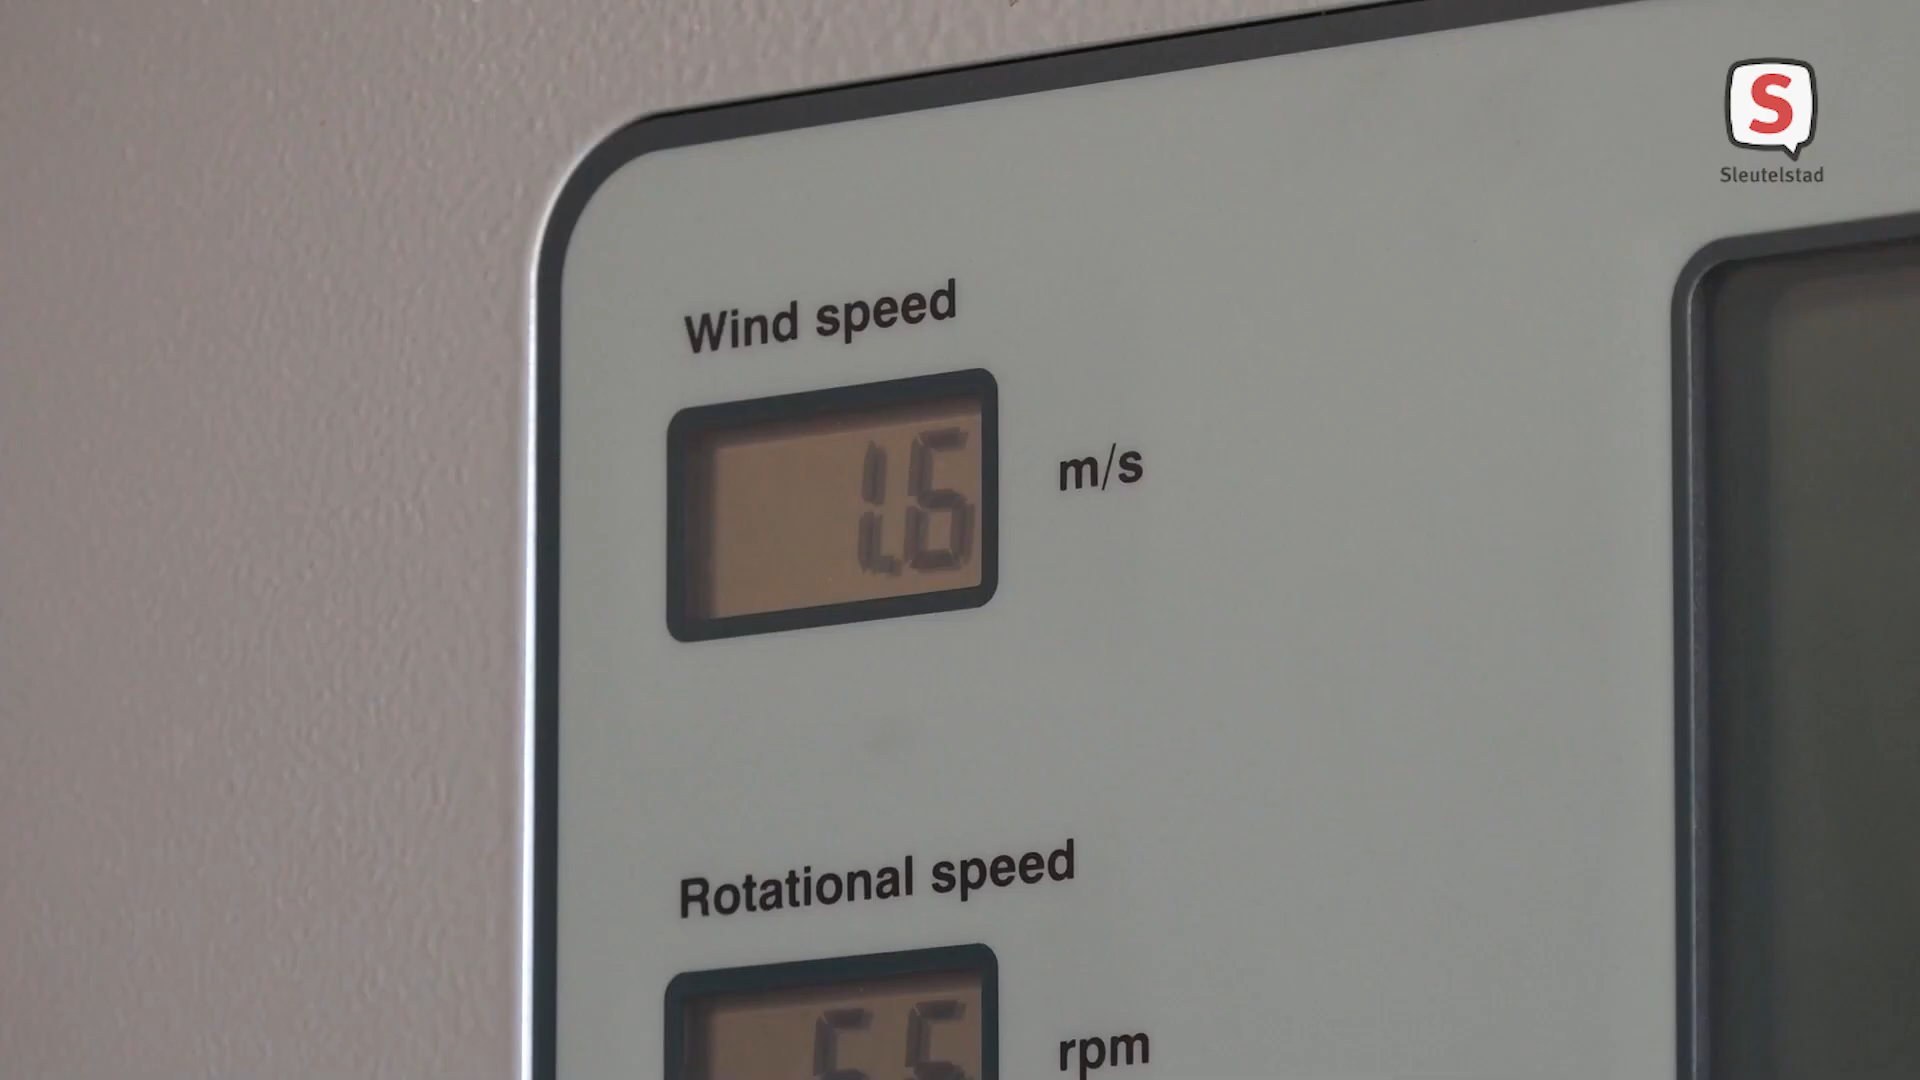 S
Sleutelstad
Wind speed
1.6
m/s
Rotational speed
rpm